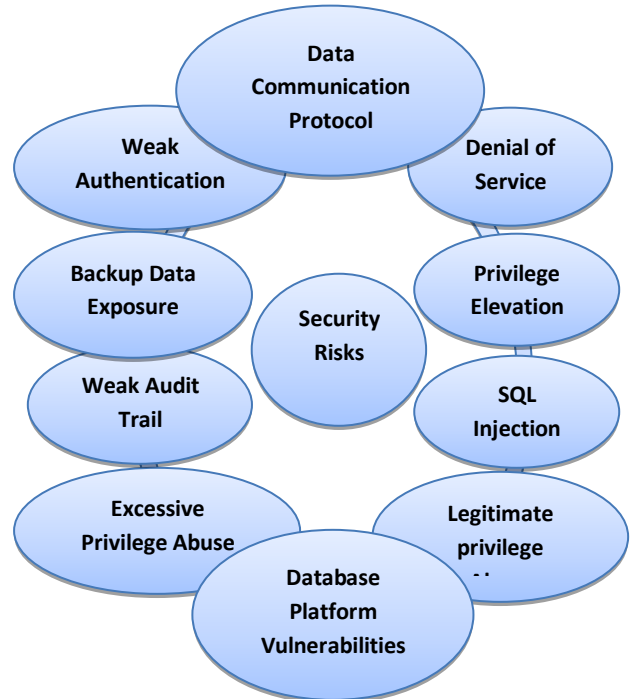 Data
Communication
Protocol
Weak
Authentication
Denial of
Service
Backup Data
Exposure
Privilege
Elevation
Security
Risks
Weak Audit
Trail
SQL
Injection
Excessive
Privilege Abuse
Legitimate
privilege
Database
Platform
Vulnerabilities